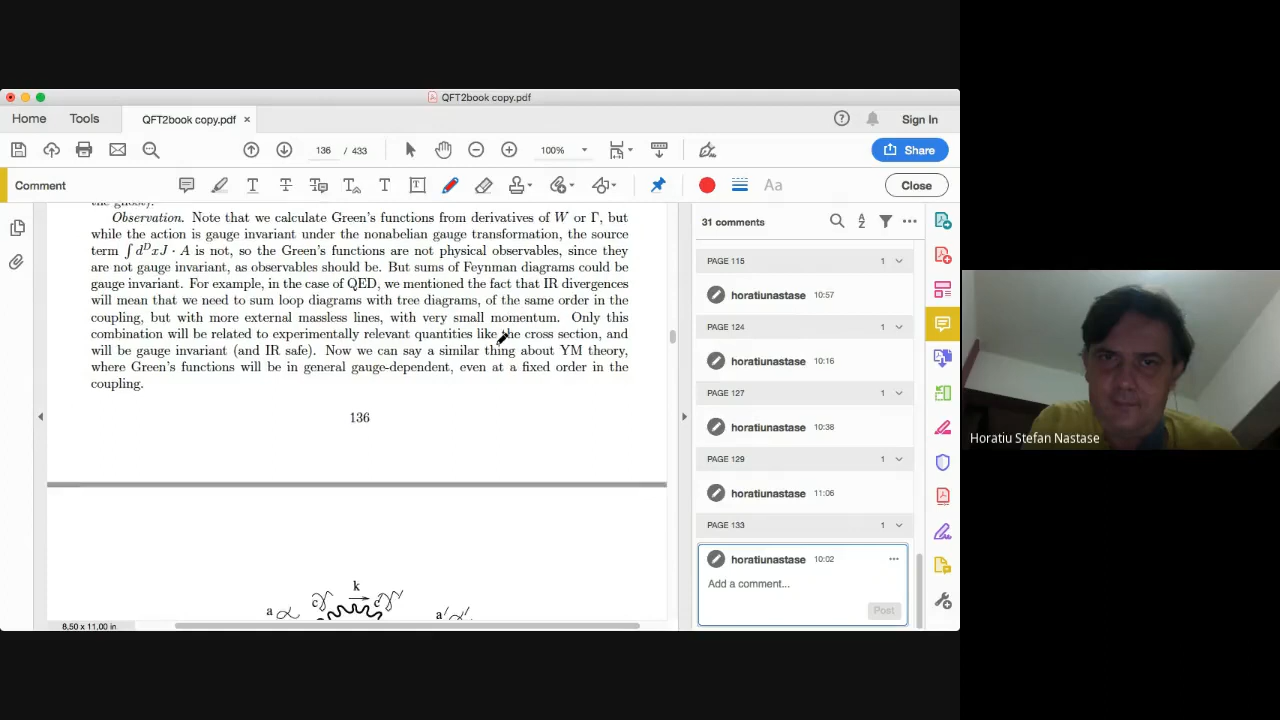 QFT2book copy.pdf
Home
Tools
QFT2book copy.pdf ×
Sign In
136 / 433
100%
Share
Comment
Aa
Close
Observation. Note that we calculate Green's functions from derivatives of W or Γ, but
while the action is gauge invariant under the nonabelian gauge transformation, the source
term ∫ d^D xJ · A is not, so the Green's functions are not physical observables, since they
are not gauge invariant, as observables should be. But sums of Feynman diagrams could be
gauge invariant. For example, in the case of QED, we mentioned the fact that IR divergences
will mean that we need to sum loop diagrams with tree diagrams, of the same order in the
coupling, but with more external massless lines, with very small momentum. Only this
combination will be related to experimentally relevant quantities like the cross section, and
will be gauge invariant (and IR safe). Now we can say a similar thing about YM theory,
where Green's functions will be in general gauge-dependent, even at a fixed order in the
coupling.
136
k
a α
cγ
c'γ'
a'
8,50 x 11,00 in
31 comments
PAGE 115 1
horatiunastase 10:57
PAGE 124 1
horatiunastase 10:16
PAGE 127 1
horatiunastase 10:38
PAGE 129 1
horatiunastase 11:06
PAGE 133 1
horatiunastase 10:02
Add a comment...
Post
Horatiu Stefan Nastase